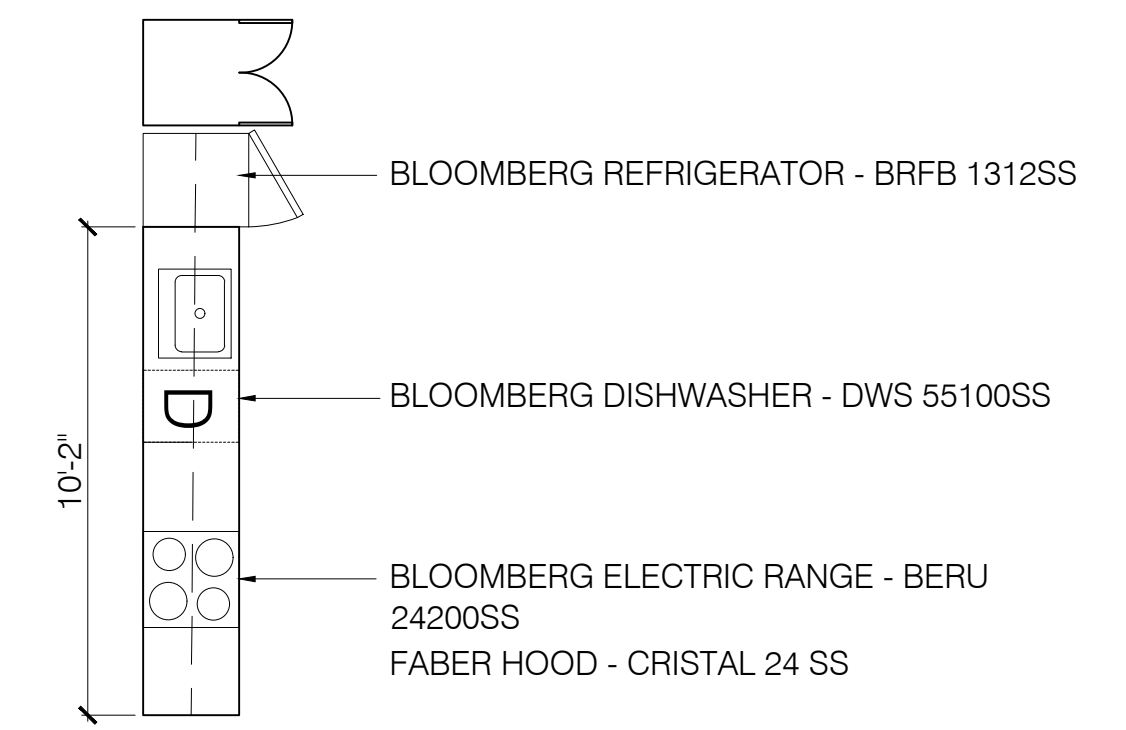 BLOOMBERG REFRIGERATOR - BRFB 1312SS
BLOOMBERG DISHWASHER - DWS 55100SS
10'-2"
BLOOMBERG ELECTRIC RANGE - BERU
24200SS
FABER HOOD - CRISTAL 24 SS